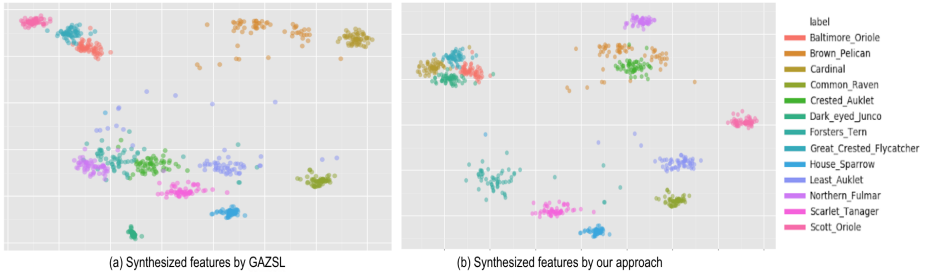 label
Baltimore_Oriole
Brown_Pelican
Cardinal
Common_Raven
Crested_Auklet
Dark_eyed_Junco
Forsters_Tern
Great_Crested_Flycatcher
House_Sparrow
Least_Auklet
Northern_Fulmar
Scarlet_Tanager
Scott_Oriole
(a) Synthesized features by GAZSL
(b) Synthesized features by our approach